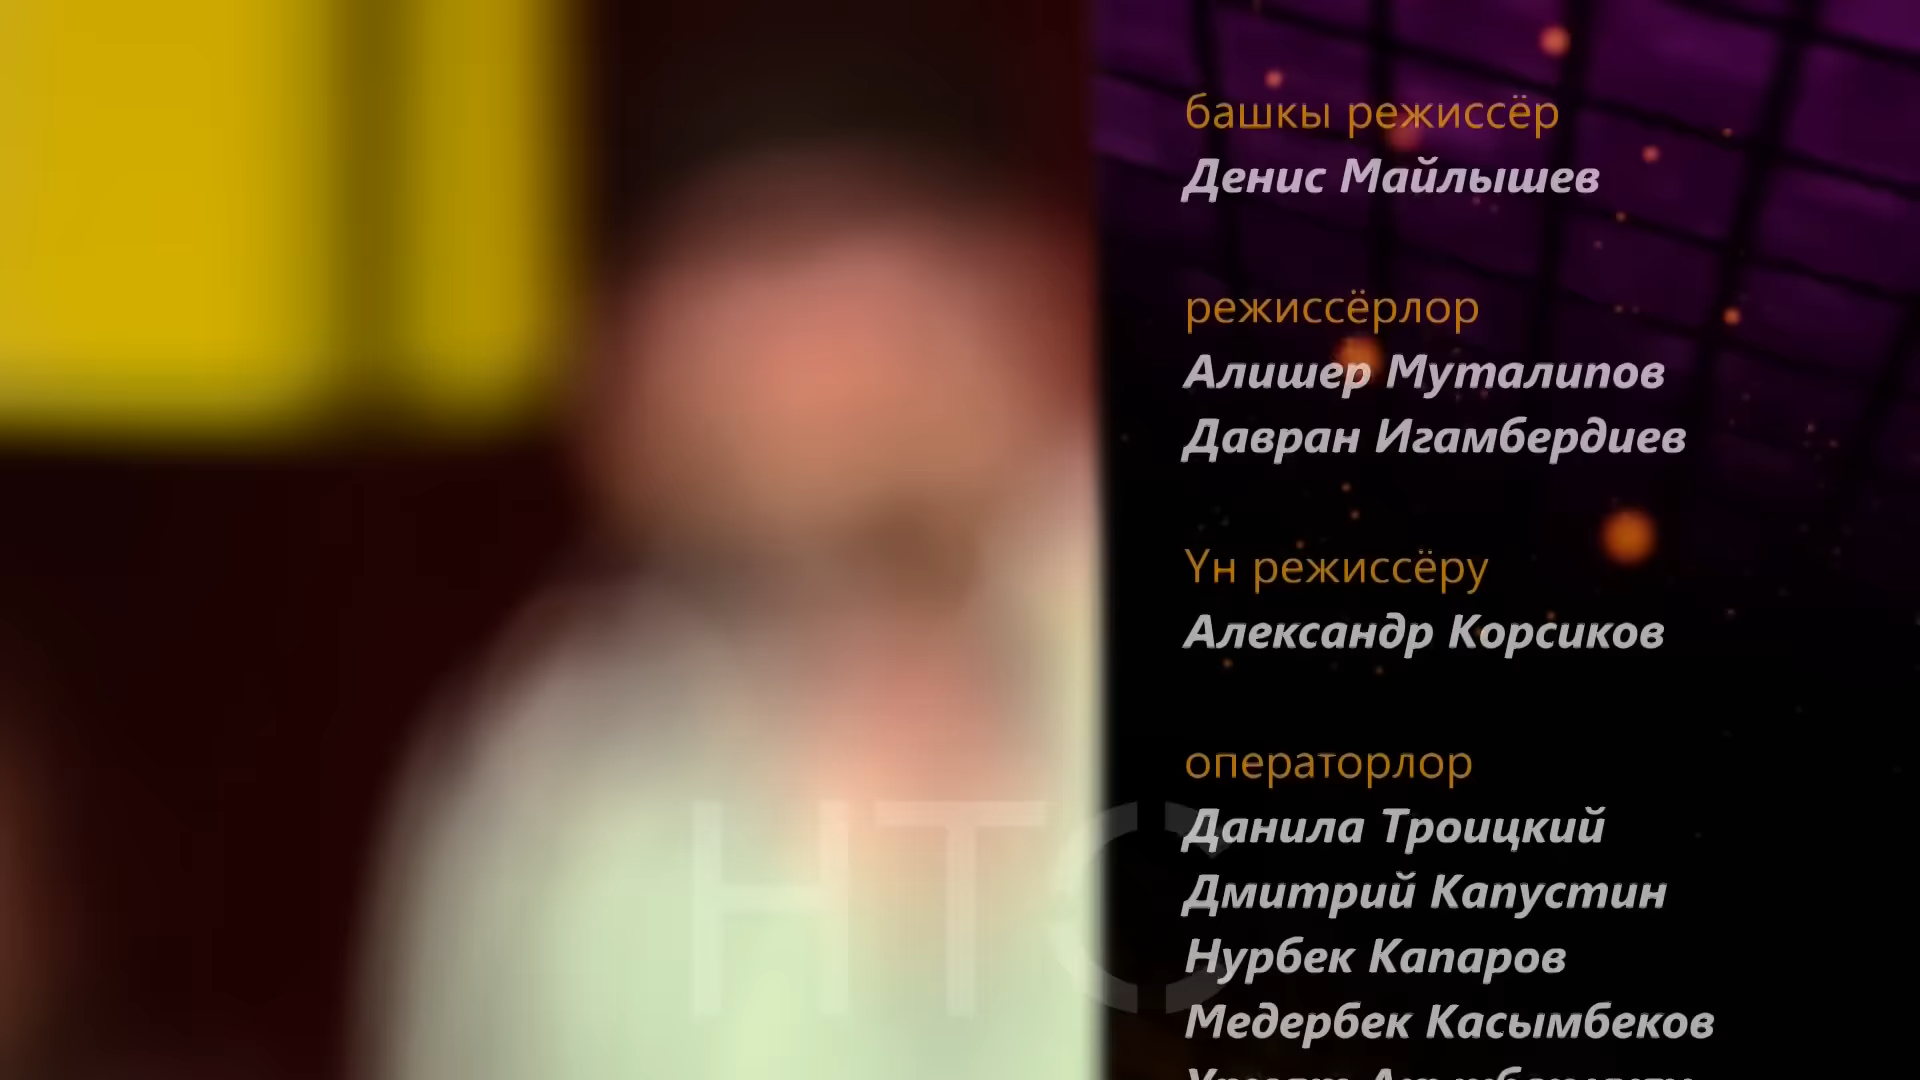 башкы режиссёр
Денис Майлышев
режиссёрлор
Алишер Муталипов
Давран Игамбердиев
Үн режиссёру
Александр Корсиков
операторлор
Данила Троицкий
Дмитрий Капустин
Нурбек Капаров
Медербек Касымбеков
НТС